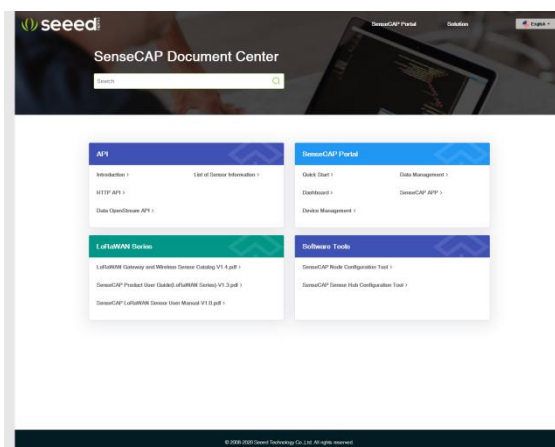 seeed
SenseCAP Portal
Solution
English
SenseCAP Document Center
Search
API
Introduction >
List of Sensor Information >
HTTP API >
Data OpenStream API >
SenseCAP Portal
Quick Start >
Data Management >
Dashboard >
SenseCAP APP >
Device Management >
LoRaWAN Series
LoRaWAN Gateway and Wireless Sensor Catalog V1.4.pdf >
SenseCAP Product User Guide(LoRaWAN Series)-V1.3.pdf >
SenseCAP LoRaWAN Sensor User Manual V1.0.pdf >
Software Tools
SenseCAP Node Configuration Tool >
SenseCAP Sensor Hub Configuration Tool >
© 2008-2020 Seeed Technology Co.,Ltd. All rights reserved.